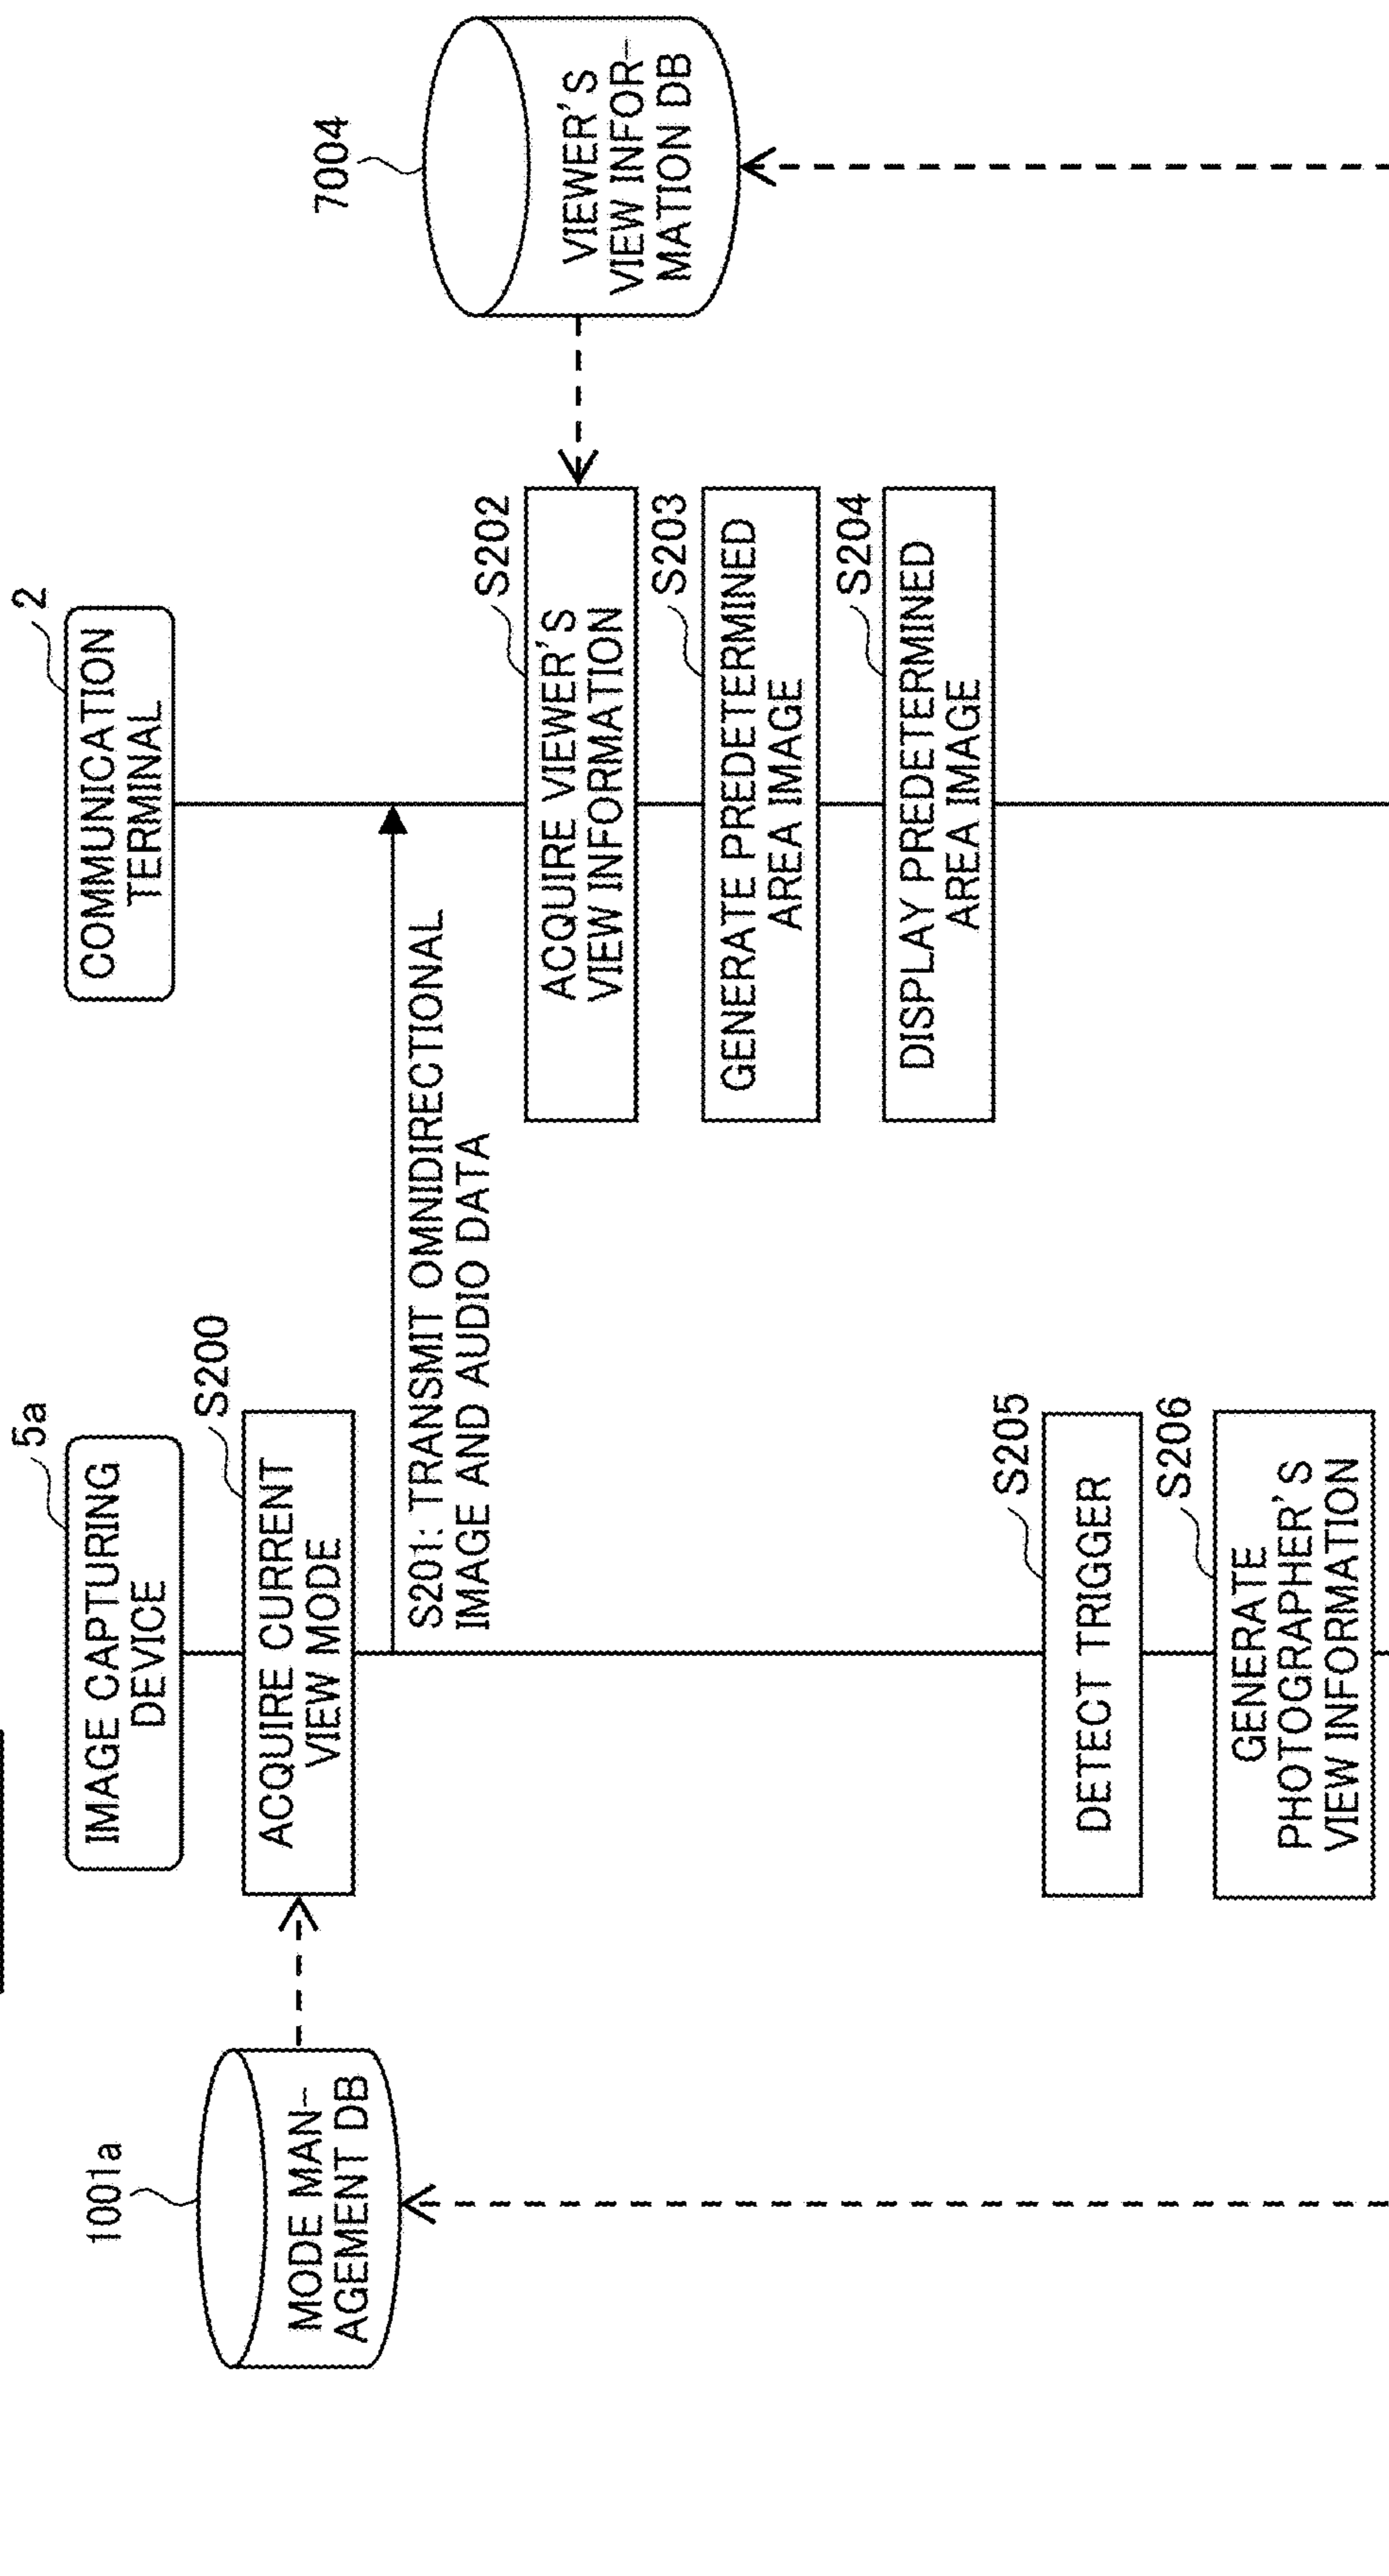 5a
IMAGE CAPTURING
DEVICE
2
COMMUNICATION
TERMINAL
1001a
MODE MAN-
AGEMENT DB
S200
ACQUIRE CURRENT
VIEW MODE
S201: TRANSMIT OMNIDIRECTIONAL
IMAGE AND AUDIO DATA
7004
VIEWER'S
VIEW INFOR-
MATION DB
S202
ACQUIRE VIEWER'S
VIEW INFORMATION
S203
GENERATE PREDETERMINED
AREA IMAGE
S204
DISPLAY PREDETERMINED
AREA IMAGE
S205
DETECT TRIGGER
S206
GENERATE
PHOTOGRAPHER'S
VIEW INFORMATION